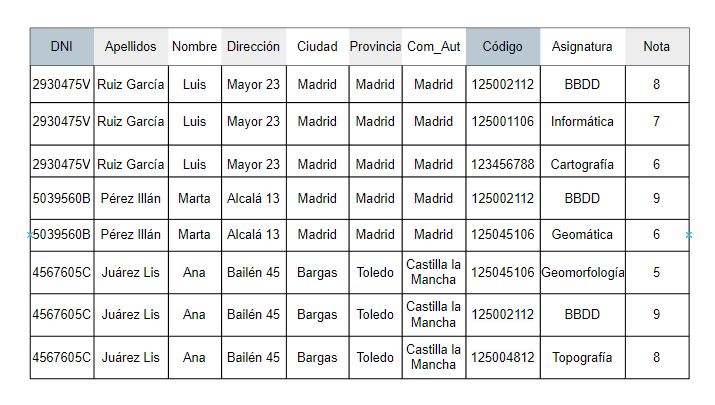 DNI Apellidos Nombre Dirección Ciudad Provincia Com_Aut Código Asignatura Nota
2930475V Ruiz García Luis Mayor 23 Madrid Madrid Madrid 125002112 BBDD 8
2930475V Ruiz García Luis Mayor 23 Madrid Madrid Madrid 125001106 Informática 7
2930475V Ruiz García Luis Mayor 23 Madrid Madrid Madrid 123456788 Cartografía 6
5039560B Pérez Illán Marta Alcalá 13 Madrid Madrid Madrid 125002112 BBDD 9
5039560B Pérez Illán Marta Alcalá 13 Madrid Madrid Madrid 125045106 Geomática 6
4567605C Juárez Lis Ana Bailén 45 Bargas Toledo Castilla la Mancha 125045106 Geomorfología 5
4567605C Juárez Lis Ana Bailén 45 Bargas Toledo Castilla la Mancha 125002112 BBDD 9
4567605C Juárez Lis Ana Bailén 45 Bargas Toledo Castilla la Mancha 125004812 Topografía 8